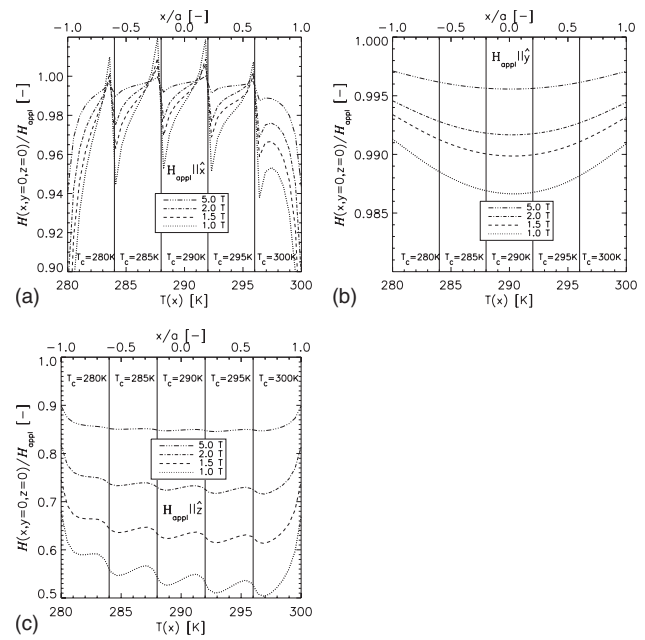 x/a [-]
-1.0 -0.5 0.0 0.5 1.0
H(x,y=0,z=0)/H_appl [-]
1.00
0.98
0.96
0.94
0.92
0.90
H_appl||x̂
5.0 T
2.0 T
1.5 T
1.0 T
T_c=280K T_c=285K T_c=290K T_c=295K T_c=300K
280 285 290 295 300
T(x) [K]
(a)
x/a [-]
-1.0 -0.5 0.0 0.5 1.0
H(x,y=0,z=0)/H_appl [-]
1.000
0.995
0.990
0.985
H_appl||ŷ
5.0 T
2.0 T
1.5 T
1.0 T
T_c=280K T_c=285K T_c=290K T_c=295K T_c=300K
280 285 290 295 300
T(x) [K]
(b)
x/a [-]
-1.0 -0.5 0.0 0.5 1.0
H(x,y=0,z=0)/H_appl [-]
1.0
0.9
0.8
0.7
0.6
0.5
T_c=280K T_c=285K T_c=290K T_c=295K T_c=300K
5.0 T
2.0 T
1.5 T
1.0 T
H_appl||ẑ
280 285 290 295 300
T(x) [K]
(c)